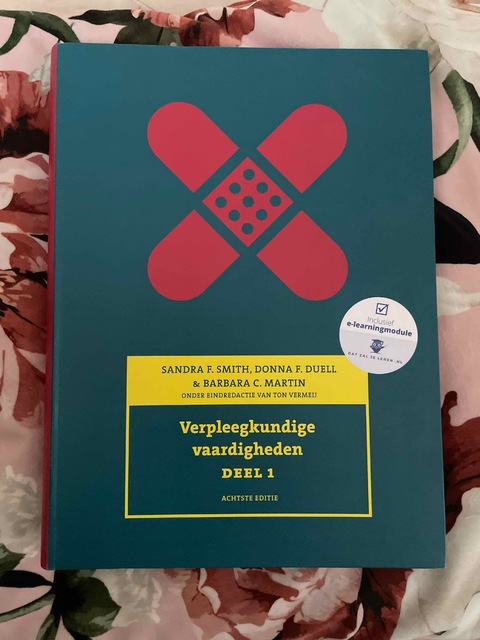 Inclusief
e-learningmodule
DAT ZAL JE LEREN .NL
SANDRA F. SMITH, DONNA F. DUELL
& BARBARA C. MARTIN
ONDER EINDREDACTIE VAN TON VERMEIJ
Verpleegkundige
vaardigheden
DEEL 1
ACHTSTE EDITIE